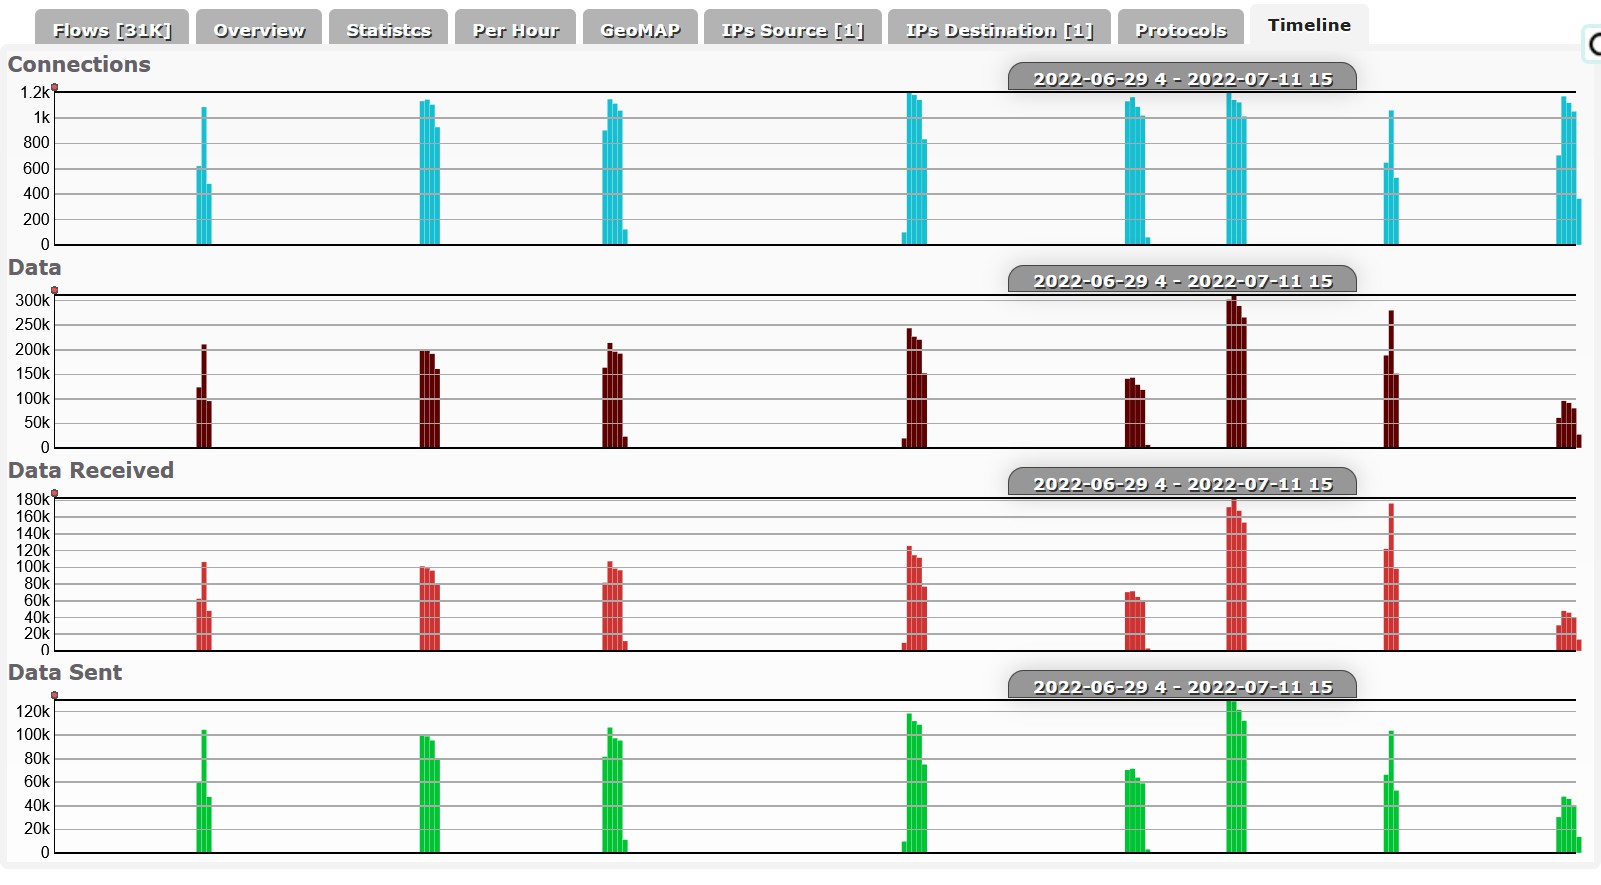 Flows [31K] Overview Statistcs Per Hour GeoMAP IPs Source [1] IPs Destination [1] Protocols Timeline
Connections
2022-06-29 4 - 2022-07-11 15
1.2k
1k
800
600
400
200
0
Data
2022-06-29 4 - 2022-07-11 15
300k
250k
200k
150k
100k
50k
0
Data Received
2022-06-29 4 - 2022-07-11 15
180k
160k
140k
120k
100k
80k
60k
40k
20k
0
Data Sent
2022-06-29 4 - 2022-07-11 15
120k
100k
80k
60k
40k
20k
0